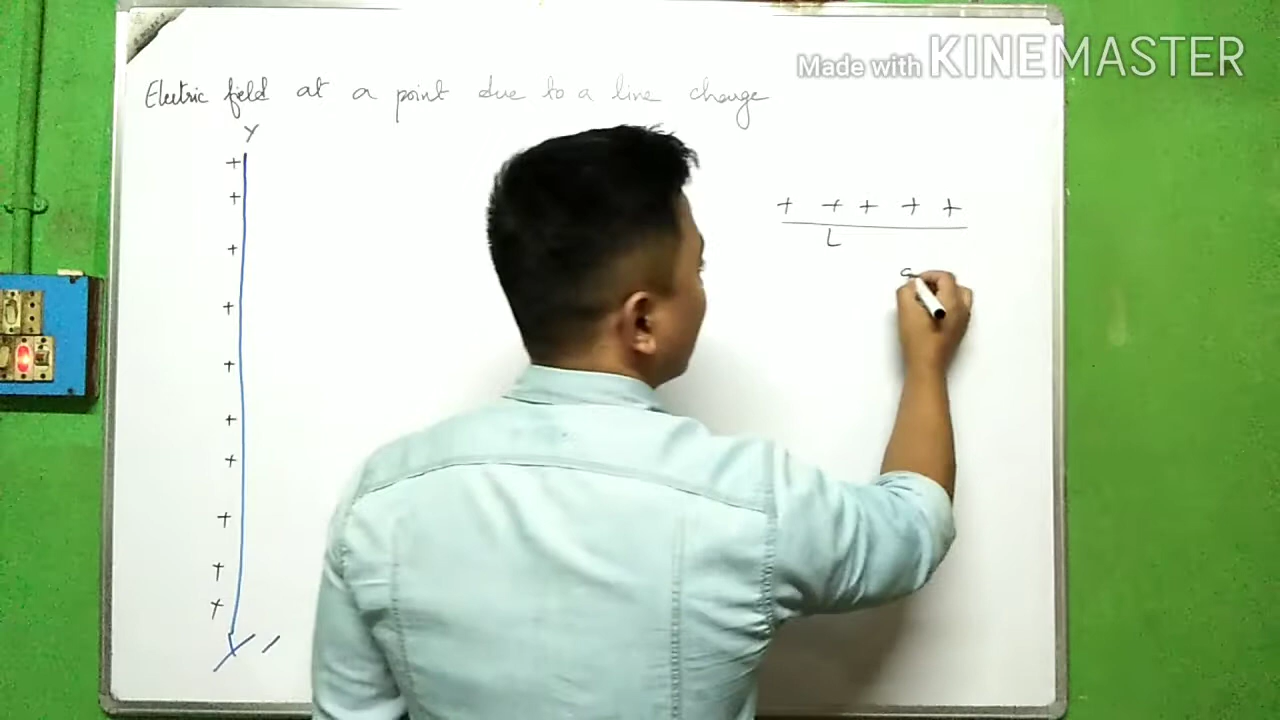 Made with KINEMASTER
Electric field at a point due to a line charge
Y
+
+
+
+
+
+
+
+
+
+
Y'
+ + + + +
L